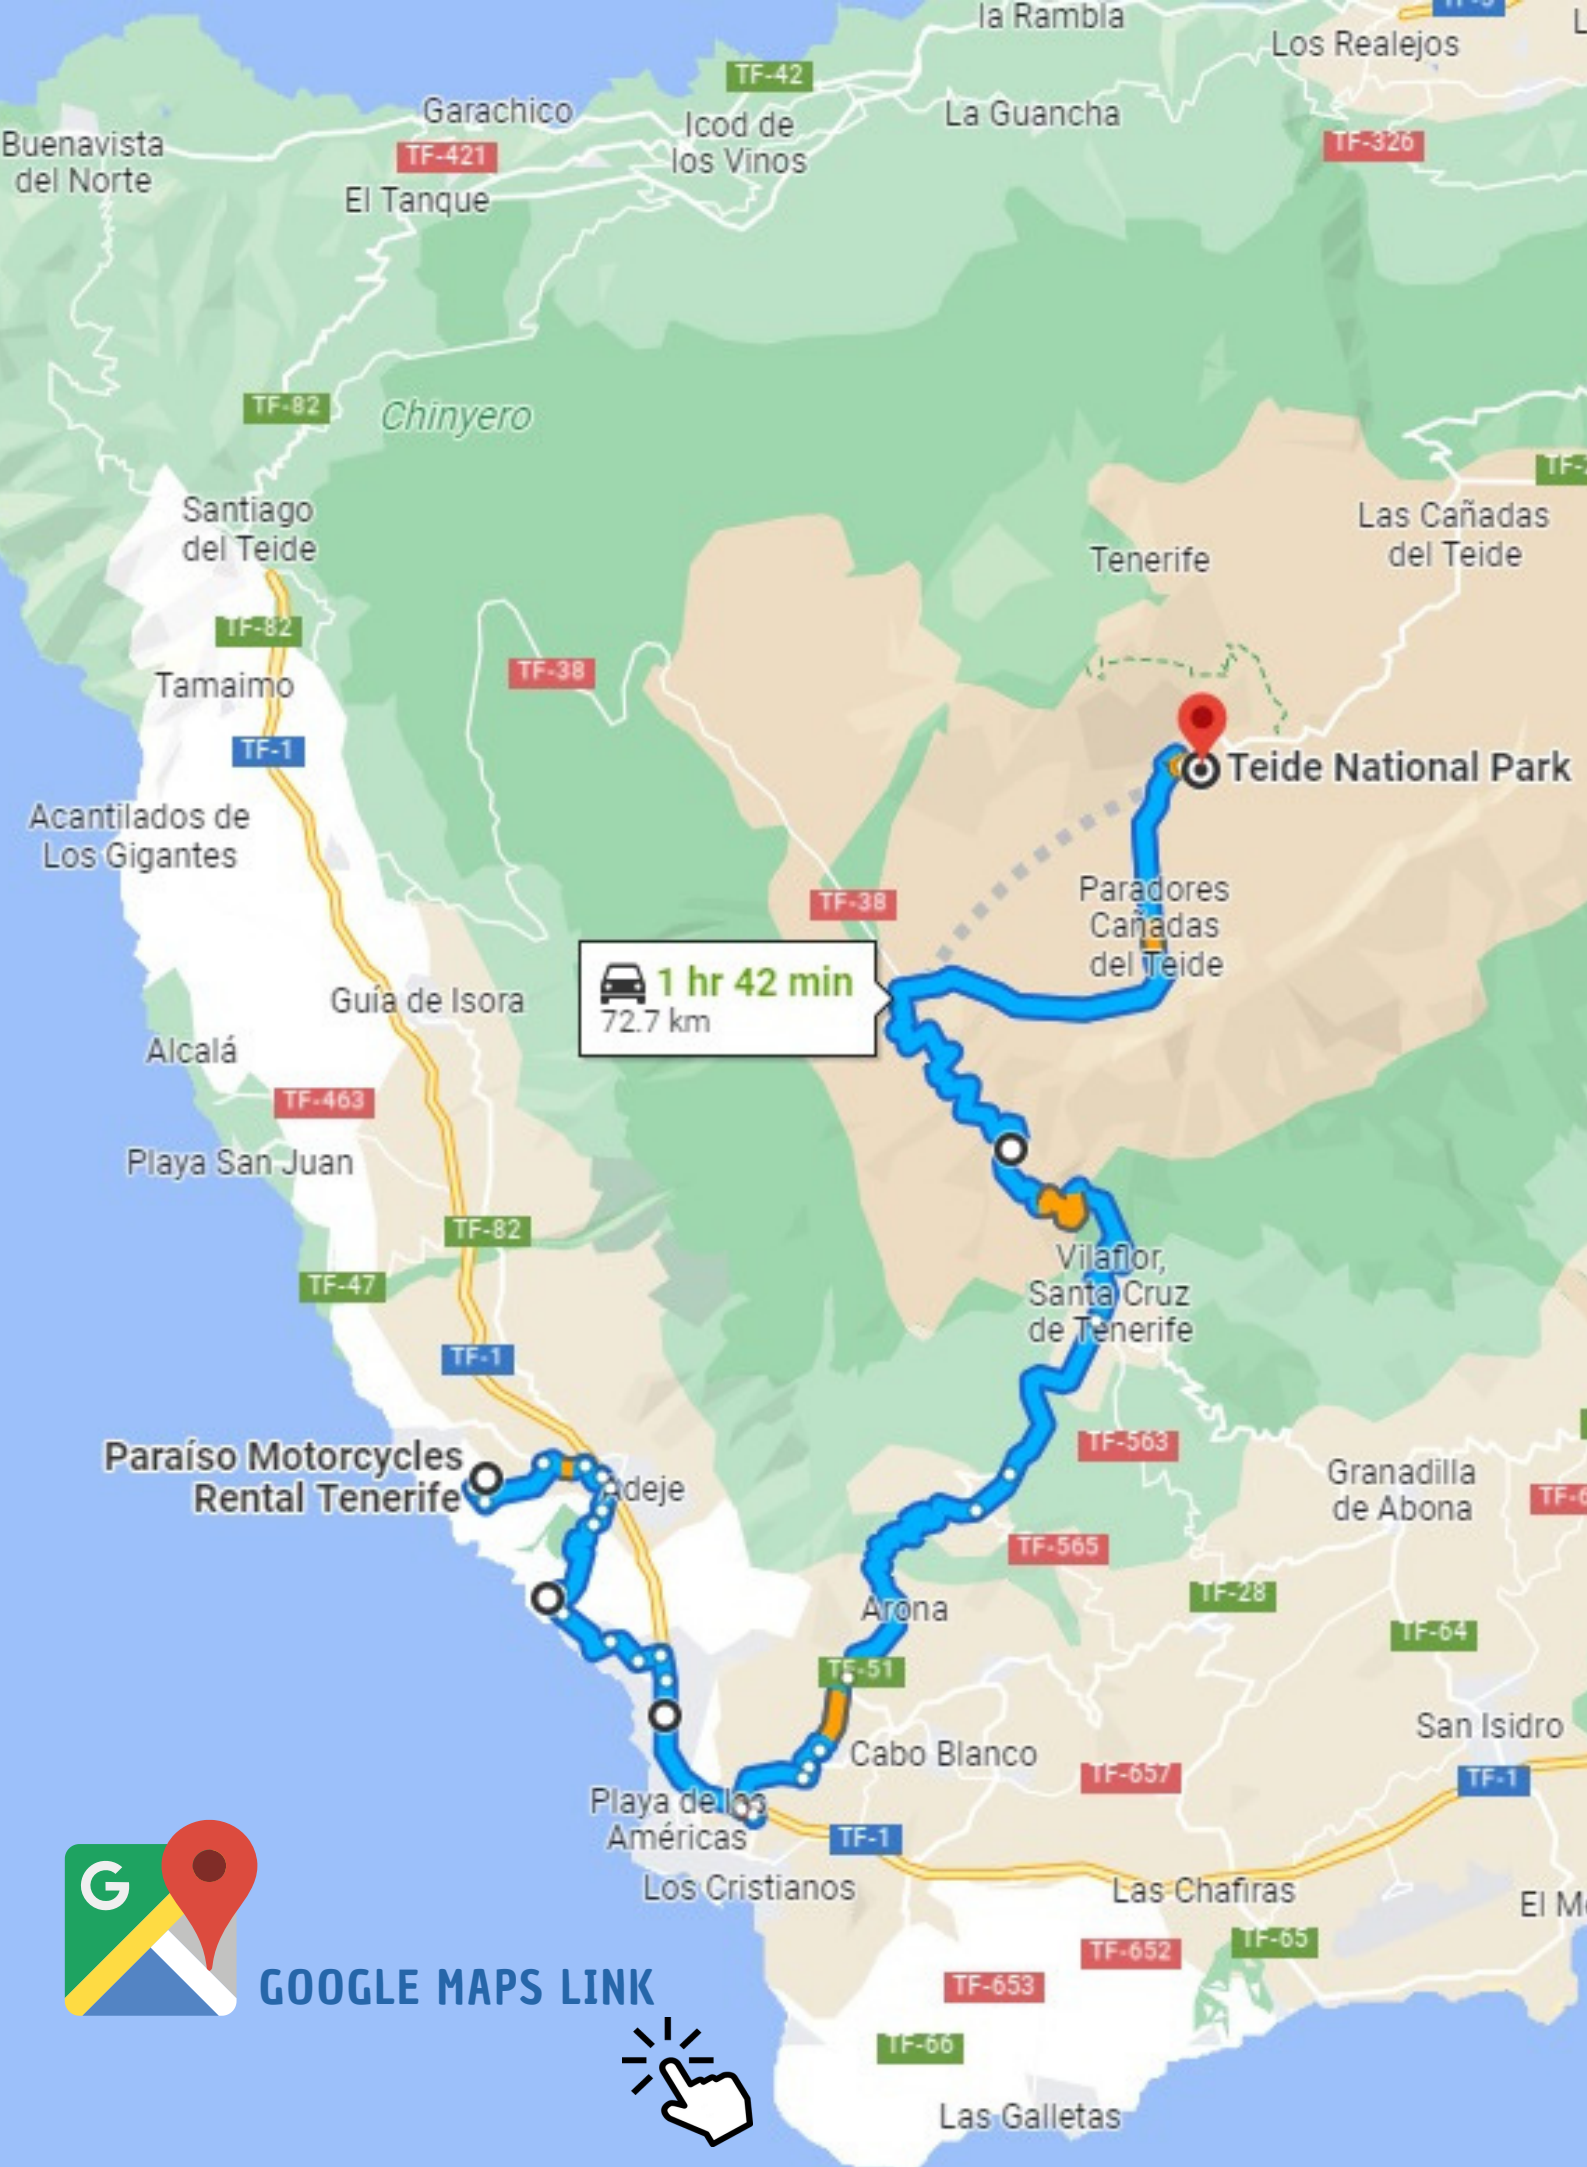 la Rambla
Los Realejos
TF-42
Garachico
La Guancha
Icod de
los Vinos
TF-326
Buenavista
del Norte
TF-421
El Tanque
TF-82
Chinyero
Santiago
del Teide
Las Cañadas
del Teide
Tenerife
TF-82
Tamaimo
TF-38
TF-1
Teide National Park
Acantilados de
Los Gigantes
TF-38
Paradores
Cañadas
del Teide
1 hr 42 min
72.7 km
Guía de Isora
Alcalá
TF-463
Playa San Juan
TF-82
TF-47
Vilaflor,
Santa Cruz
de Tenerife
TF-1
TF-563
Paraíso Motorcycles
Rental Tenerife
Adeje
Granadilla
de Abona
TF-565
TF-28
Arona
TF-64
TF-51
San Isidro
Cabo Blanco
TF-657
TF-1
Playa de las
Américas
TF-1
Los Cristianos
Las Chafiras
TF-65
TF-652
TF-653
G
GOOGLE MAPS LINK
TF-66
Las Galletas